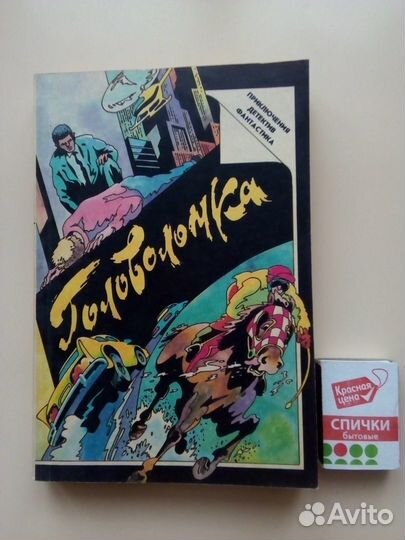 ПРИКЛЮЧЕНИЯ
ДЕТЕКТИВ
ФАНТАСТИКА
Головоломка
Красная
цена
СПИЧКИ
бытовые
Avito